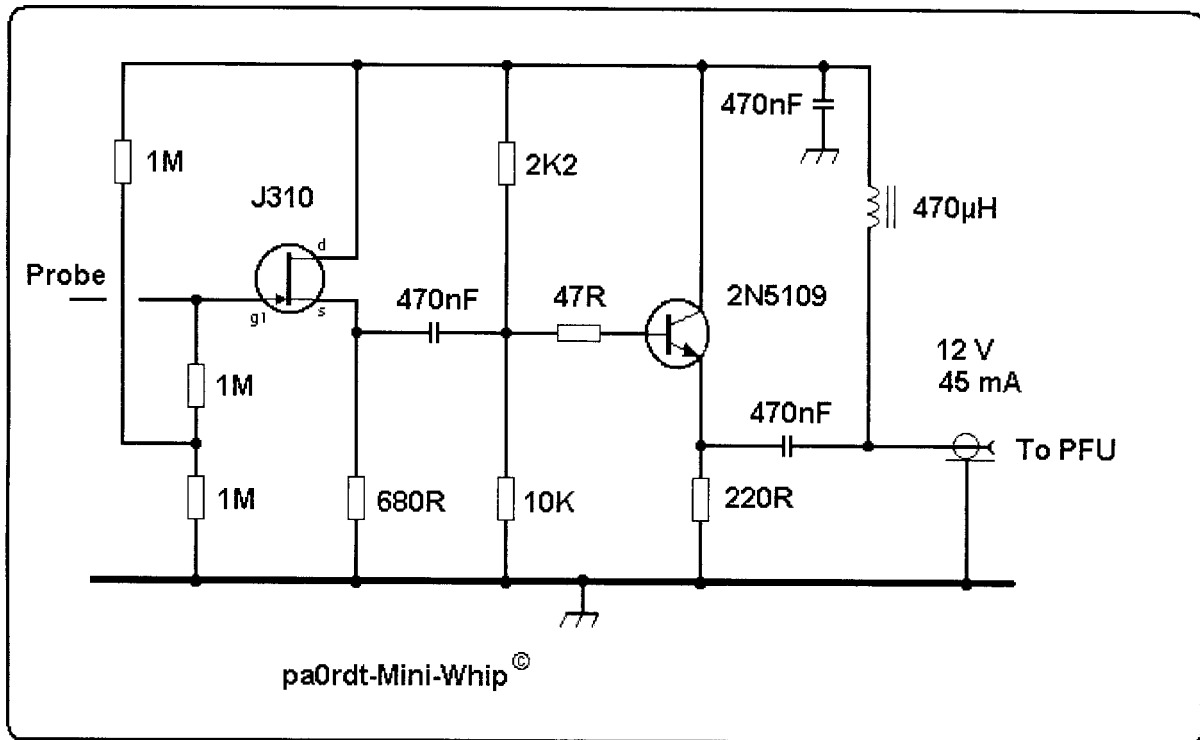 470nF
1M
2K2
J310
470µH
d
Probe
470nF
47R
2N5109
g1
s
12 V
45 mA
1M
470nF
To PFU
1M
680R
10K
220R
pa0rdt-Mini-Whip©